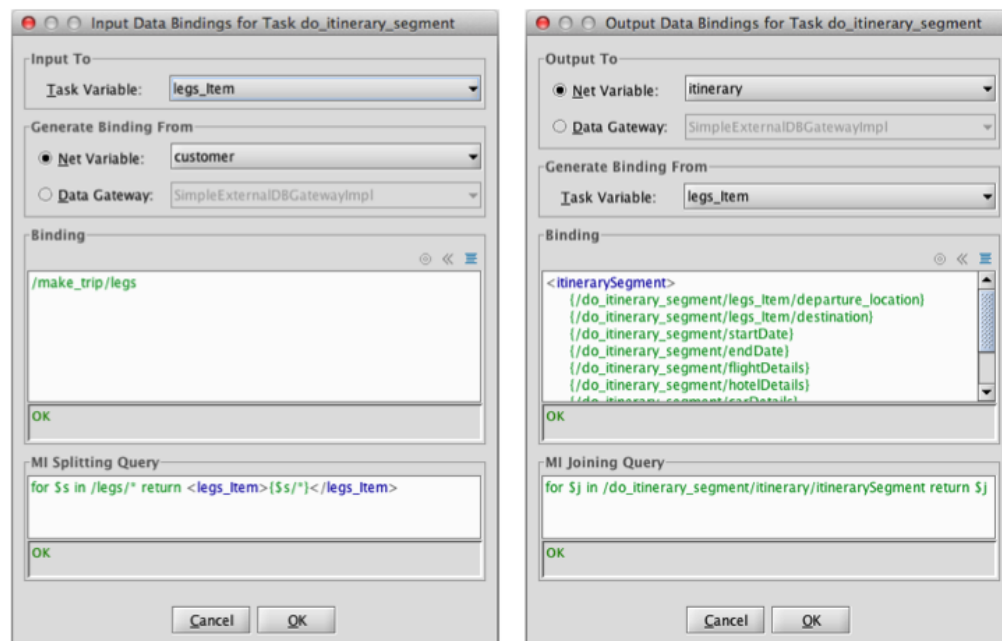 Input Data Bindings for Task do_itinerary_segment
Input To
Task Variable: legs_Item
Generate Binding From
Net Variable: customer
Data Gateway: SimpleExternalDBGatewayImpl
Binding
/make_trip/legs
OK
MI Splitting Query
for $s in /legs/* return <legs_Item>{$s/*}</legs_Item>
OK
Cancel OK
Output Data Bindings for Task do_itinerary_segment
Output To
Net Variable: itinerary
Data Gateway: SimpleExternalDBGatewayImpl
Generate Binding From
Task Variable: legs_Item
Binding
<itinerarySegment>
{/do_itinerary_segment/legs_Item/departure_location}
{/do_itinerary_segment/legs_Item/destination}
{/do_itinerary_segment/startDate}
{/do_itinerary_segment/endDate}
{/do_itinerary_segment/flightDetails}
{/do_itinerary_segment/hotelDetails}
{/do_itinerary_segment/carDetails}
OK
MI Joining Query
for $j in /do_itinerary_segment/itinerary/itinerarySegment return $j
OK
Cancel OK